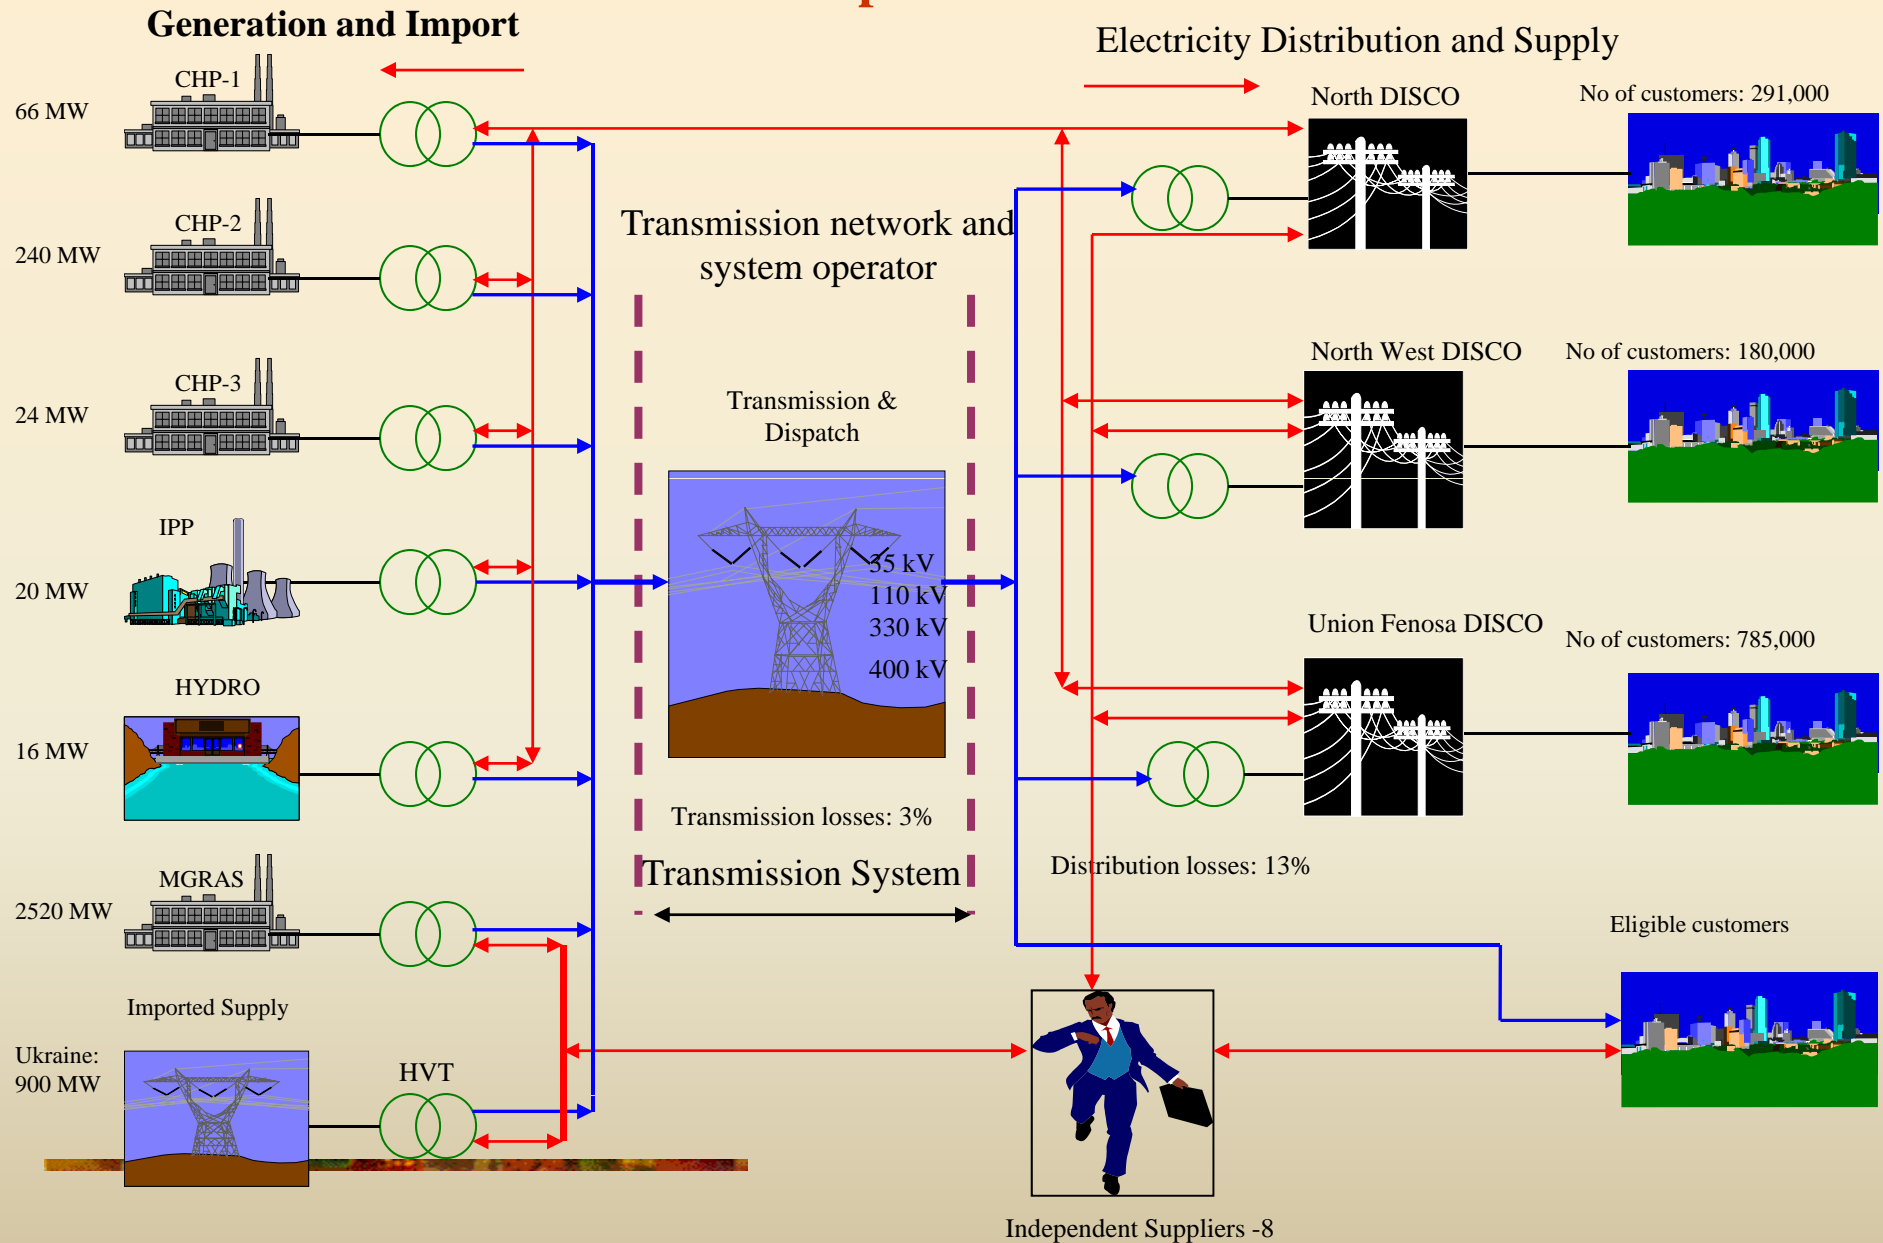 Generation and Import
Electricity Distribution and Supply
CHP-1
66 MW
North DISCO
No of customers: 291,000
CHP-2
240 MW
Transmission network and
system operator
CHP-3
24 MW
North West DISCO
No of customers: 180,000
Transmission &
Dispatch
IPP
20 MW
35 kV
110 kV
330 kV
400 kV
Union Fenosa DISCO
No of customers: 785,000
HYDRO
16 MW
Transmission losses: 3%
Transmission System
Distribution losses: 13%
MGRAS
2520 MW
Eligible customers
Imported Supply
Ukraine:
900 MW
HVT
Independent Suppliers -8